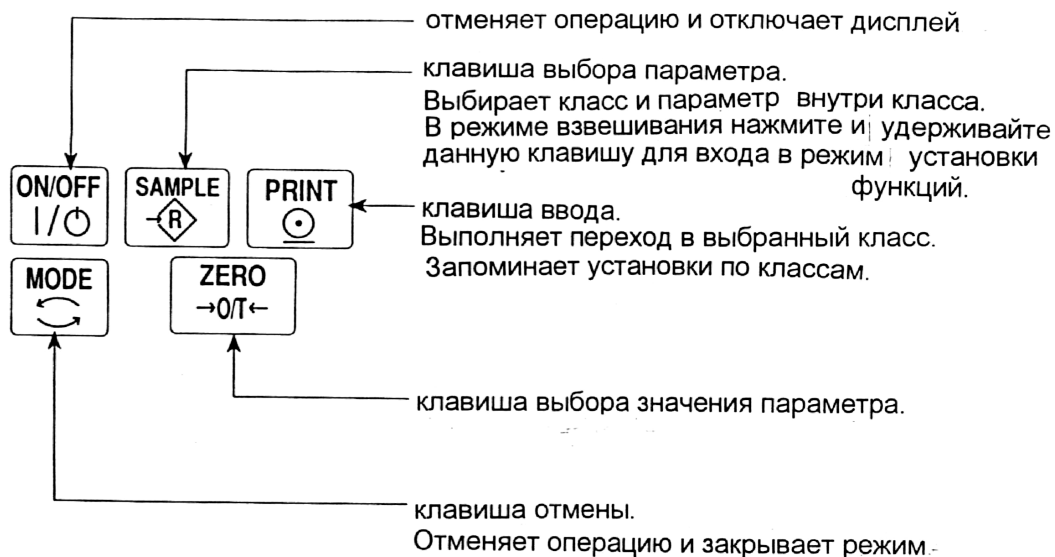 отменяет операцию и отключает дисплей
клавиша выбора параметра.
Выбирает класс и параметр внутри класса.
В режиме взвешивания нажмите и удерживайте
данную клавишу для входа в режим установки
функций.
ON/OFF
I/⏻
SAMPLE
R
PRINT
клавиша ввода.
Выполняет переход в выбранный класс.
Запоминает установки по классам.
MODE
ZERO
→0/T←
клавиша выбора значения параметра.
клавиша отмены.
Отменяет операцию и закрывает режим